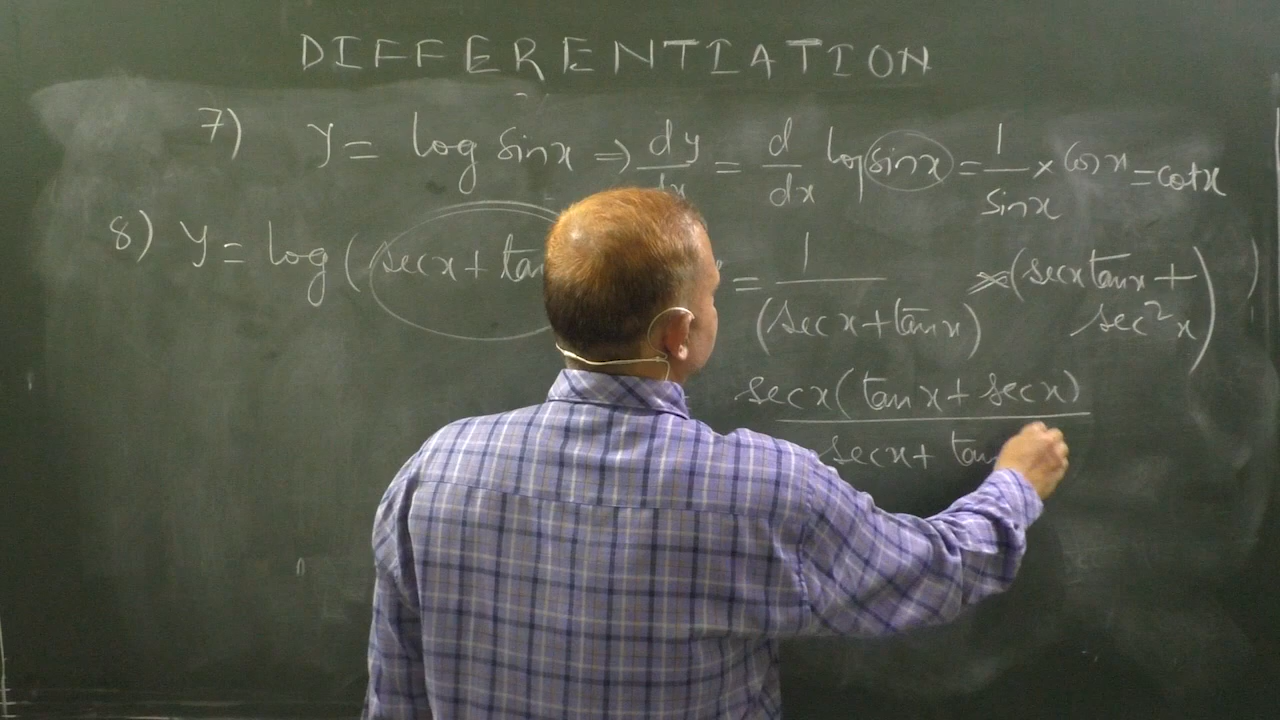 DIFFERENTIATION
7) y = log sinx ⇒ dy/dx = d/dx log sinx = 1/sinx × cosx = cotx
8) y = log (secx + tan = 1/(secx + tanx) × (secx tanx + sec²x) )
secx(tanx + secx)
secx + tan